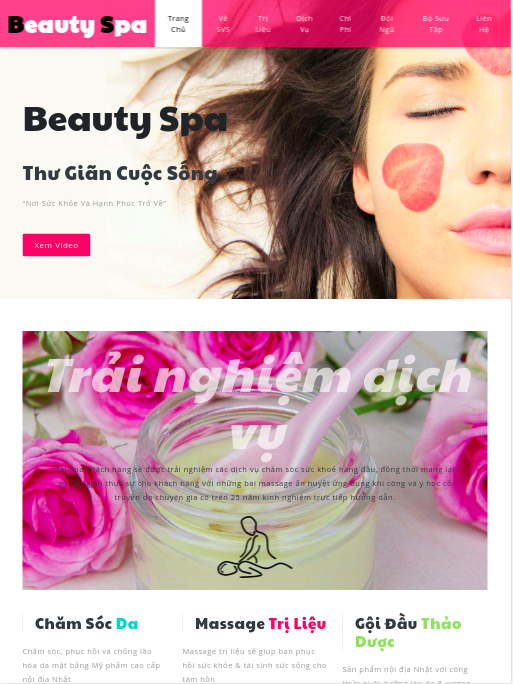 Beauty Spa
Trang Chủ
Về SVS
Trị Liệu
Dịch Vụ
Chi Phí
Đội Ngũ
Bộ Sưu Tập
Liên Hệ
Beauty Spa
Thư Giãn Cuộc Sống
"Nơi Sức Khỏe Và Hạnh Phúc Trở Về"
Xem Video
Trải nghiệm dịch
vụ
khách hàng sẽ được trải nghiệm các dịch vụ chăm sóc sức khoẻ hàng đầu, đồng thời mang lại
thực sự cho khách hàng với những bài massage ấn huyệt ứng dụng khí công và y học cổ
truyền do chuyên gia có trên 25 năm kinh nghiệm trực tiếp hướng dẫn.
Chăm Sóc Da
Chăm sóc, phục hồi và chống lão
hóa da mặt bằng Mỹ phẩm cao cấp
nội địa Nhật
Massage Trị Liệu
Massage trị liệu sẽ giúp bạn phục
hồi sức khỏe & tái sinh sức sống cho
tâm hồn
Gội Đầu Thảo
Dược
Sản phẩm nội địa Nhật với công